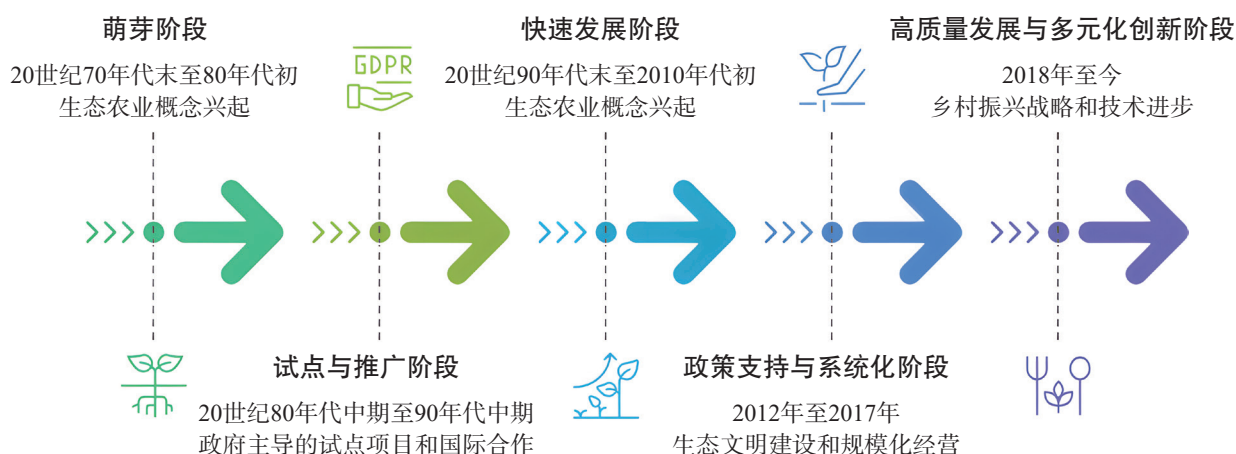 萌芽阶段
20世纪70年代末至80年代初
生态农业概念兴起
GDPR
试点与推广阶段
20世纪80年代中期至90年代中期
政府主导的试点项目和国际合作
快速发展阶段
20世纪90年代末至2010年代初
生态农业概念兴起
政策支持与系统化阶段
2012年至2017年
生态文明建设和规模化经营
高质量发展与多元化创新阶段
2018年至今
乡村振兴战略和技术进步